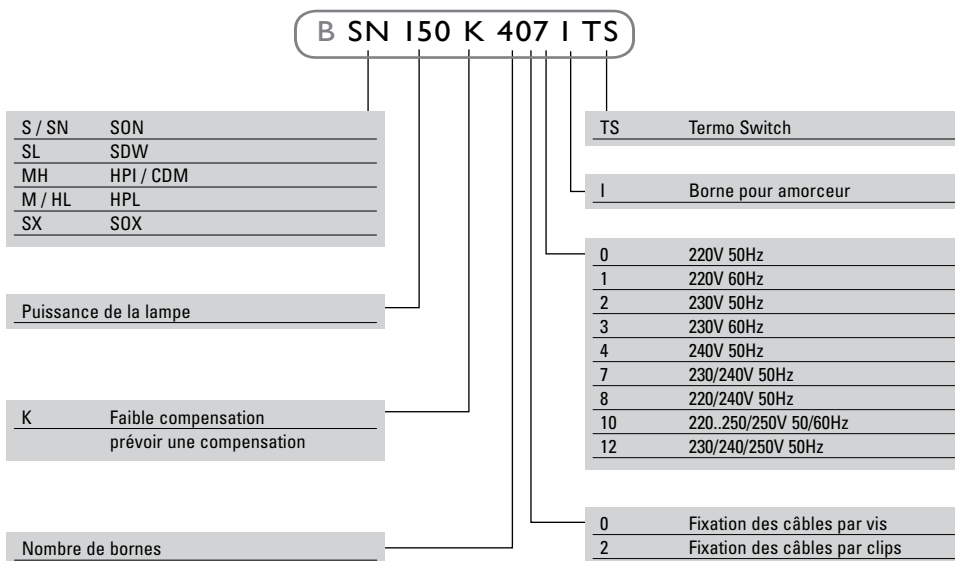 B SN 150 K 407 I TS
S / SN SON
SL SDW
MH HPI / CDM
M / HL HPL
SX SOX
Puissance de la lampe
K Faible compensation
prévoir une compensation
Nombre de bornes
TS Termo Switch
I Borne pour amorceur
0 220V 50Hz
1 220V 60Hz
2 230V 50Hz
3 230V 60Hz
4 240V 50Hz
7 230/240V 50Hz
8 220/240V 50Hz
10 220..250/250V 50/60Hz
12 230/240/250V 50Hz
0 Fixation des câbles par vis
2 Fixation des câbles par clips